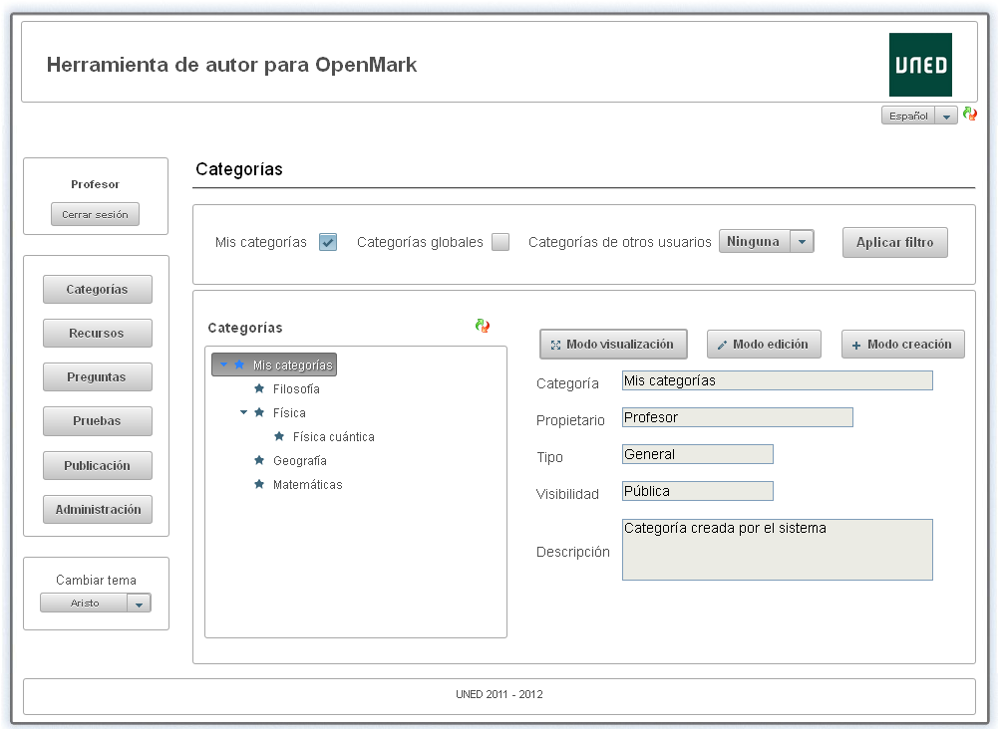 Herramienta de autor para OpenMark
UNED
Español
Profesor
Cerrar sesión
Categorías
Recursos
Preguntas
Pruebas
Publicación
Administración
Cambiar tema
Aristo
Categorías
Mis categorías
Categorías globales
Categorías de otros usuarios
Ninguna
Aplicar filtro
Categorías
Mis categorías
Filosofía
Física
Física cuántica
Geografía
Matemáticas
Modo visualización
Modo edición
Modo creación
Categoría
Mis categorías
Propietario
Profesor
Tipo
General
Visibilidad
Pública
Descripción
Categoría creada por el sistema
UNED 2011 - 2012